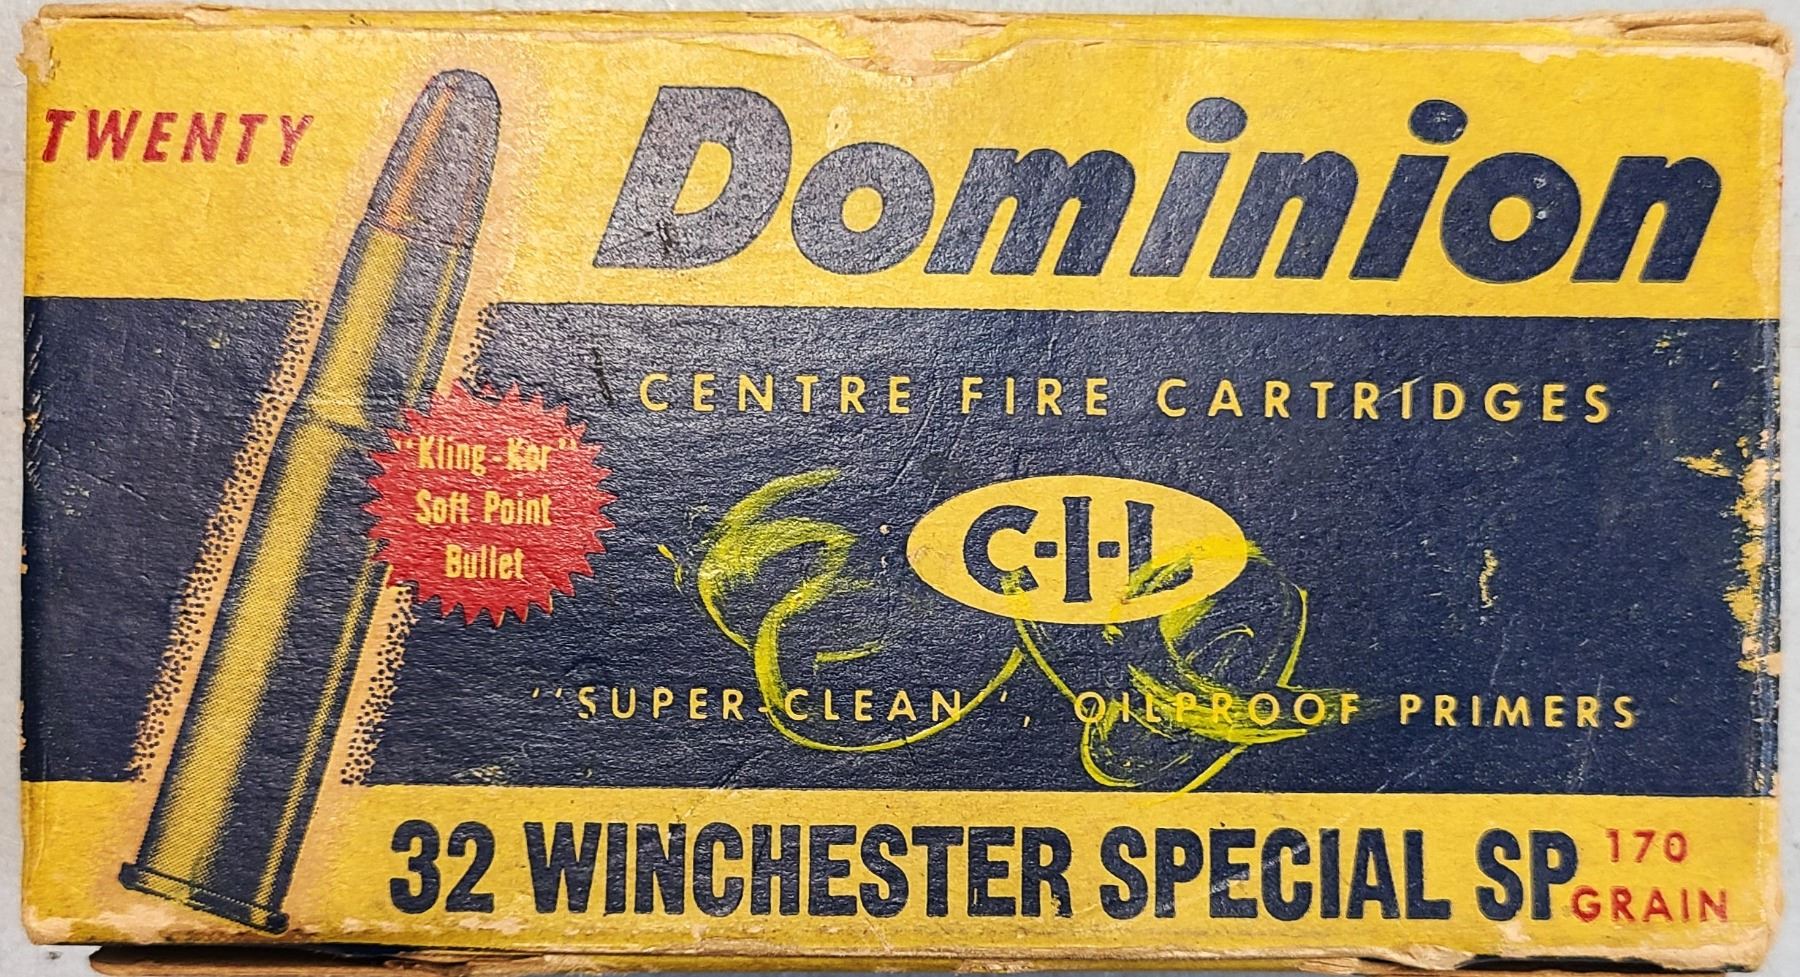 TWENTY
Dominion
CENTRE FIRE CARTRIDGES
"Kling-Kor"
Soft Point
Bullet
C-I-L
"SUPER-CLEAN", OILPROOF PRIMERS
32 WINCHESTER SPECIAL SP
170
GRAIN